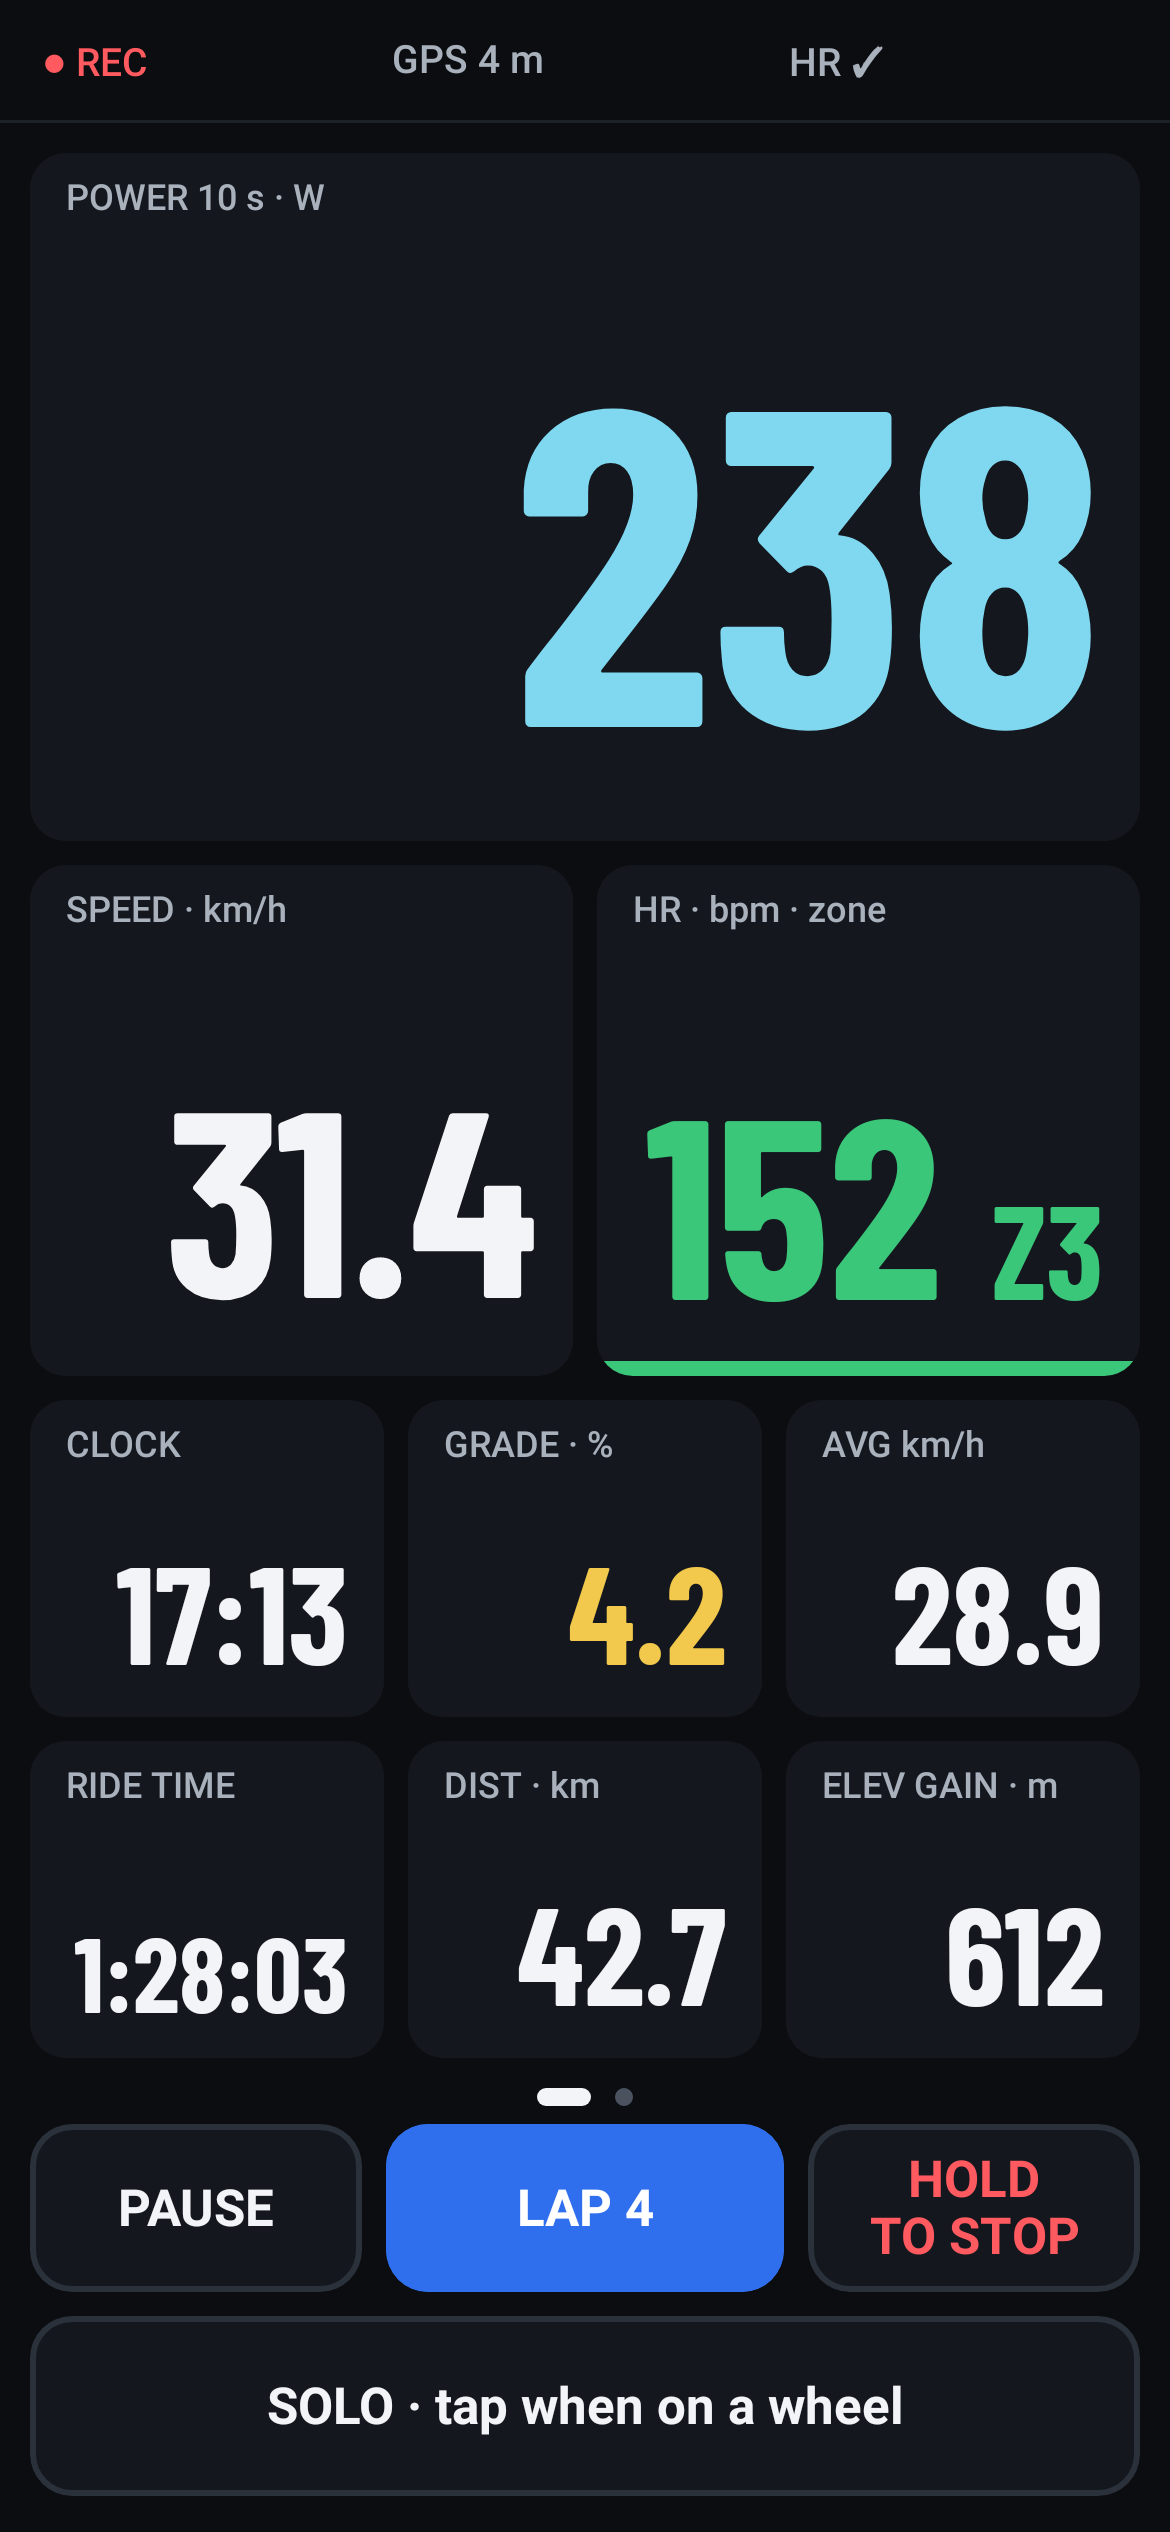 ● REC GPS 4 m HR ✓
POWER 10 s · W
238
SPEED · km/h HR · bpm · zone
31.4 152 Z3
CLOCK GRADE · % AVG km/h
17:13 4.2 28.9
RIDE TIME DIST · km ELEV GAIN · m
1:28:03 42.7 612
PAUSE LAP 4 HOLD
TO STOP
SOLO · tap when on a wheel